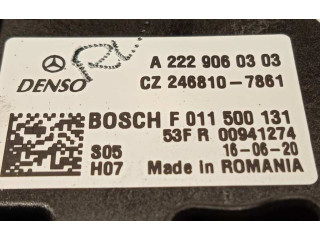 A 222 906 03 03
DENSO
CZ 246810-7861
BOSCH F 011 500 131
53F R 00941274
S05
16-06-20
H07
Made in ROMANIA